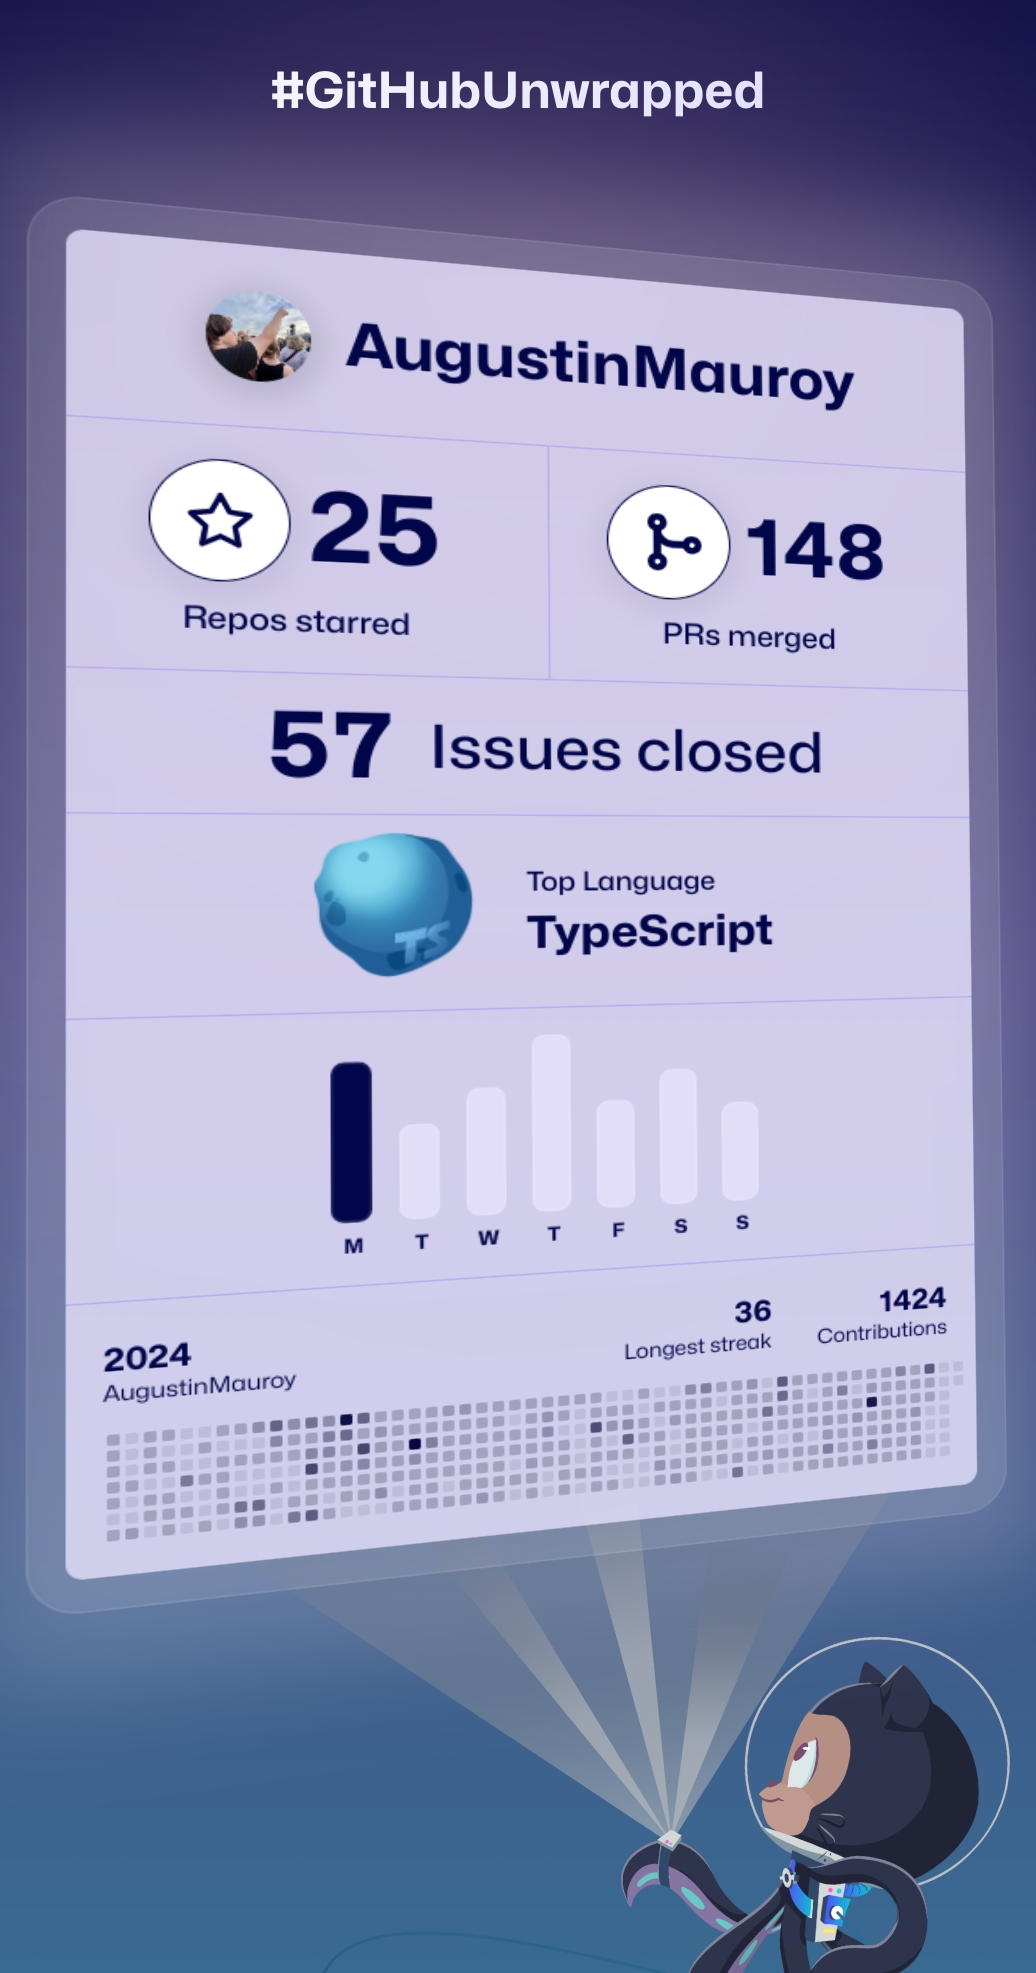 #GitHubUnwrapped
AugustinMauroy
25
Repos starred
148
PRs merged
57 Issues closed
TS
Top Language
TypeScript
M T W T F S S
2024
AugustinMauroy
36
Longest streak
1424
Contributions